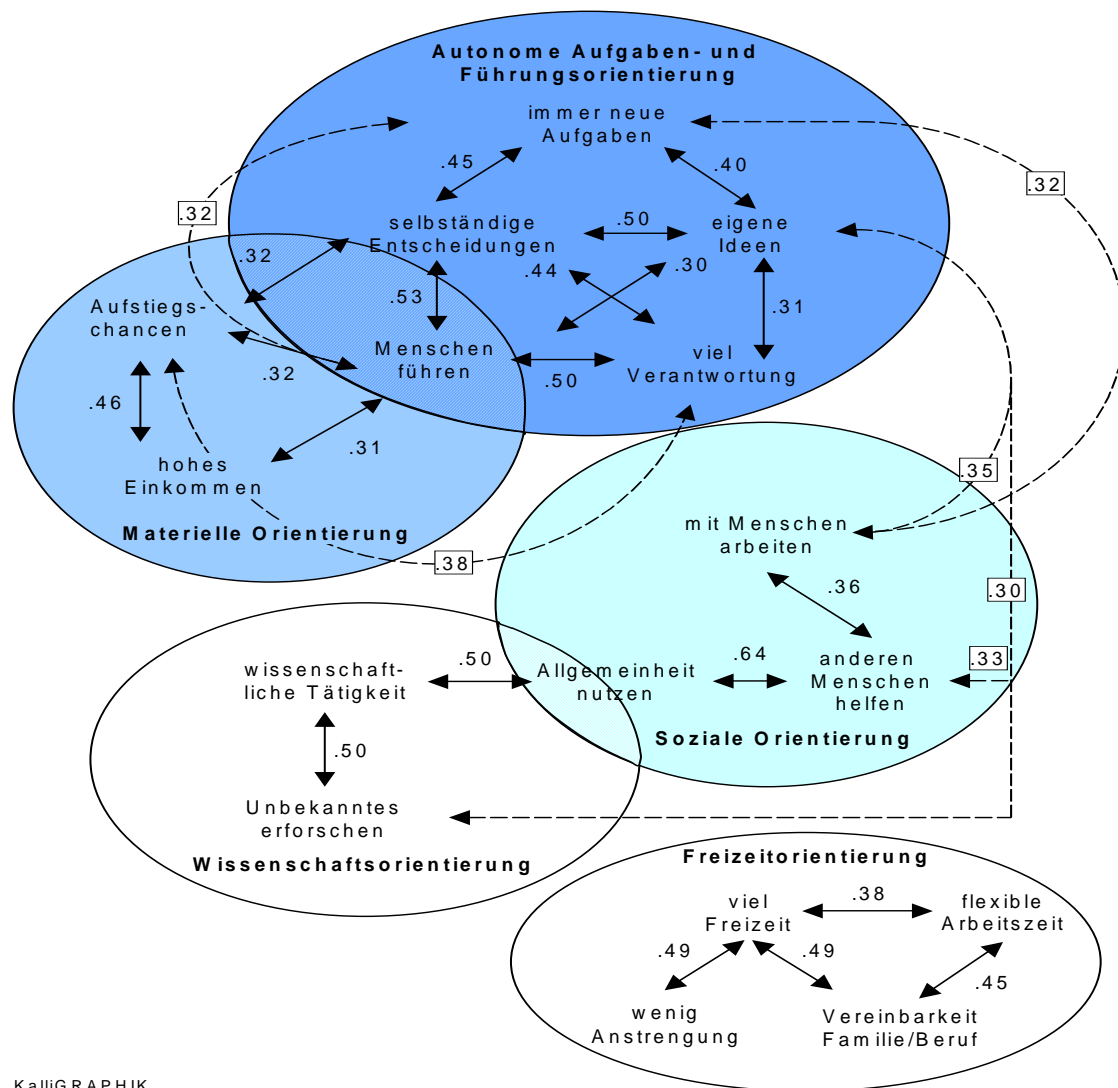 Autonome Aufgaben- und
Führungsorientierung
immer neue
Aufgaben
.45
.40
.32
.32
selbständige
Entscheidungen
.50
eigene
Ideen
.32
.44
.30
.53
.31
Aufstiegs-
chancen
Menschen
führen
viel
Verantwortung
.32
.50
.46
.31
hohes
Einkommen
Materielle Orientierung
.38
.35
mit Menschen
arbeiten
.36
.30
.50
wissenschaft-
liche Tätigkeit
Allgemeinheit
nutzen
.64
anderen
Menschen
helfen
.33
Soziale Orientierung
.50
Unbekanntes
erforschen
Wissenschaftsorientierung
Freizeitorientierung
viel
Freizeit
.38
flexible
Arbeitszeit
.49
.49
.45
wenig
Anstrengung
Vereinbarkeit
Familie/Beruf
KalliGRAPHIK